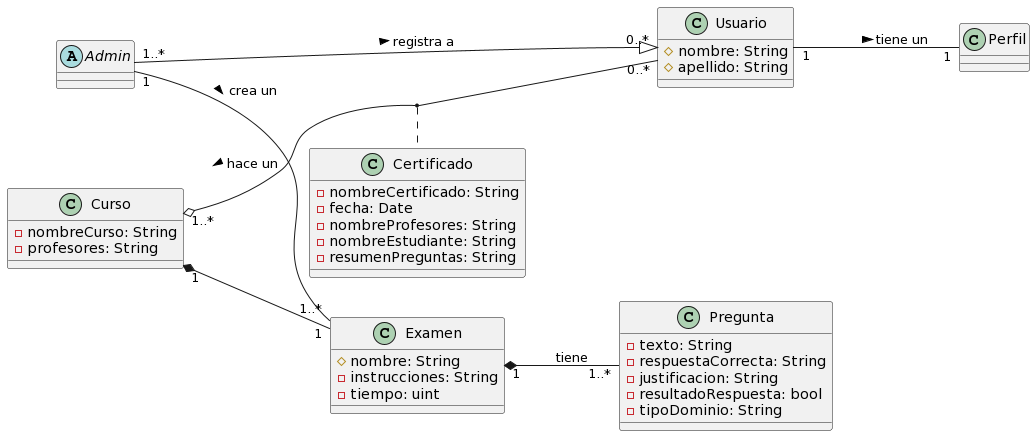 A Admin
1..*
registra a
0..*
C Usuario
nombre: String
apellido: String
1
tiene un
1
C Perfil
1
crea un
0..*
hace un
1..*
C Certificado
nombreCertificado: String
fecha: Date
nombreProfesores: String
nombreEstudiante: String
resumenPreguntas: String
C Curso
nombreCurso: String
profesores: String
1
1..*
1
C Examen
nombre: String
instrucciones: String
tiempo: uint
1
tiene
1..*
C Pregunta
texto: String
respuestaCorrecta: String
justificacion: String
resultadoRespuesta: bool
tipoDominio: String